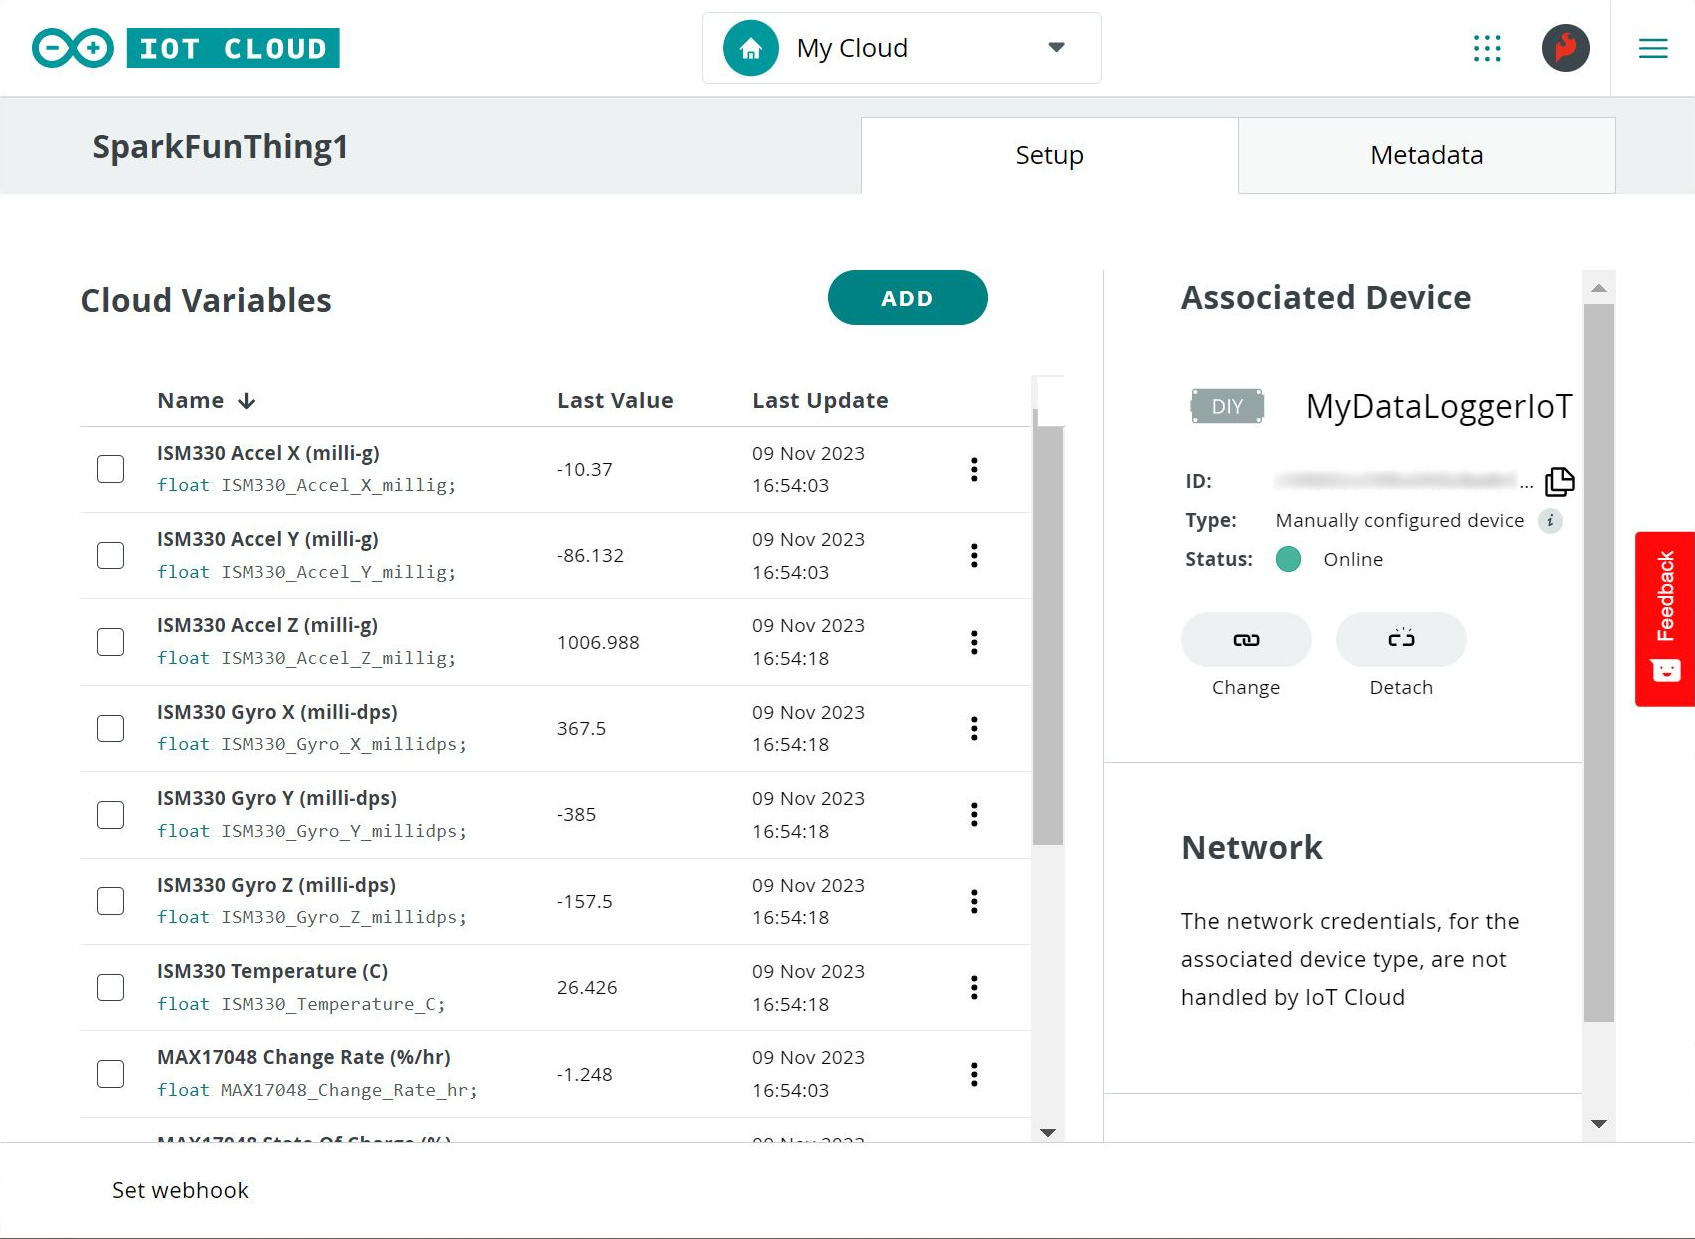 IOT CLOUD
My Cloud
SparkFunThing1
Setup
Metadata
Cloud Variables
ADD
Name ↓ Last Value Last Update
ISM330 Accel X (milli-g)
float ISM330_Accel_X_millig;
-10.37
09 Nov 2023
16:54:03
ISM330 Accel Y (milli-g)
float ISM330_Accel_Y_millig;
-86.132
09 Nov 2023
16:54:03
ISM330 Accel Z (milli-g)
float ISM330_Accel_Z_millig;
1006.988
09 Nov 2023
16:54:18
ISM330 Gyro X (milli-dps)
float ISM330_Gyro_X_millidps;
367.5
09 Nov 2023
16:54:18
ISM330 Gyro Y (milli-dps)
float ISM330_Gyro_Y_millidps;
-385
09 Nov 2023
16:54:18
ISM330 Gyro Z (milli-dps)
float ISM330_Gyro_Z_millidps;
-157.5
09 Nov 2023
16:54:18
ISM330 Temperature (C)
float ISM330_Temperature_C;
26.426
09 Nov 2023
16:54:18
MAX17048 Change Rate (%/hr)
float MAX17048_Change_Rate_hr;
-1.248
09 Nov 2023
16:54:03
MAX17048 State Of Charge (%)
09 Nov 2023
Associated Device
DIY
MyDataLoggerIoT
ID: ...
Type: Manually configured device i
Status: Online
Change
Detach
Network
The network credentials, for the
associated device type, are not
handled by IoT Cloud
Feedback
Set webhook